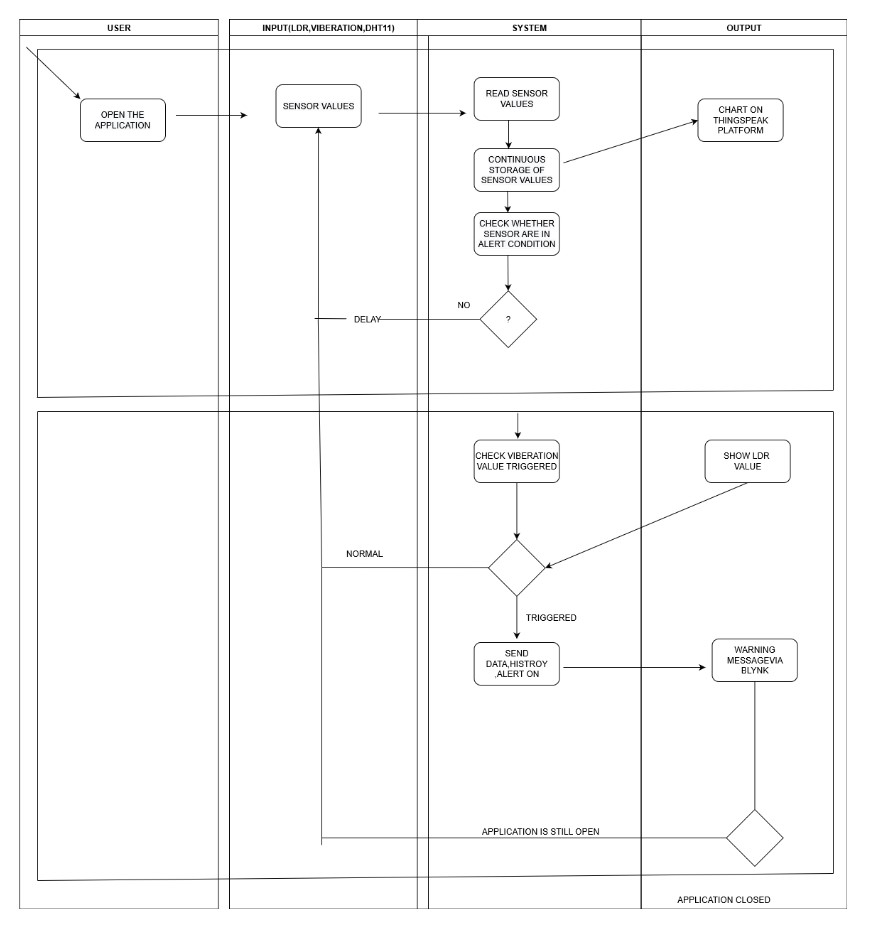 USER
INPUT(LDR,VIBERATION,DHT11)
SYSTEM
OUTPUT
OPEN THE
APPLICATION
SENSOR VALUES
READ SENSOR
VALUES
CHART ON
THINGSPEAK
PLATFORM
CONTINUOUS
STORAGE OF
SENSOR VALUES
CHECK WHETHER
SENSOR ARE IN
ALERT CONDITION
NO
DELAY
?
CHECK VIBERATION
VALUE TRIGGERED
SHOW LDR
VALUE
NORMAL
TRIGGERED
SEND
DATA,HISTROY
,ALERT ON
WARNING
MESSAGEVIA
BLYNK
APPLICATION IS STILL OPEN
APPLICATION CLOSED